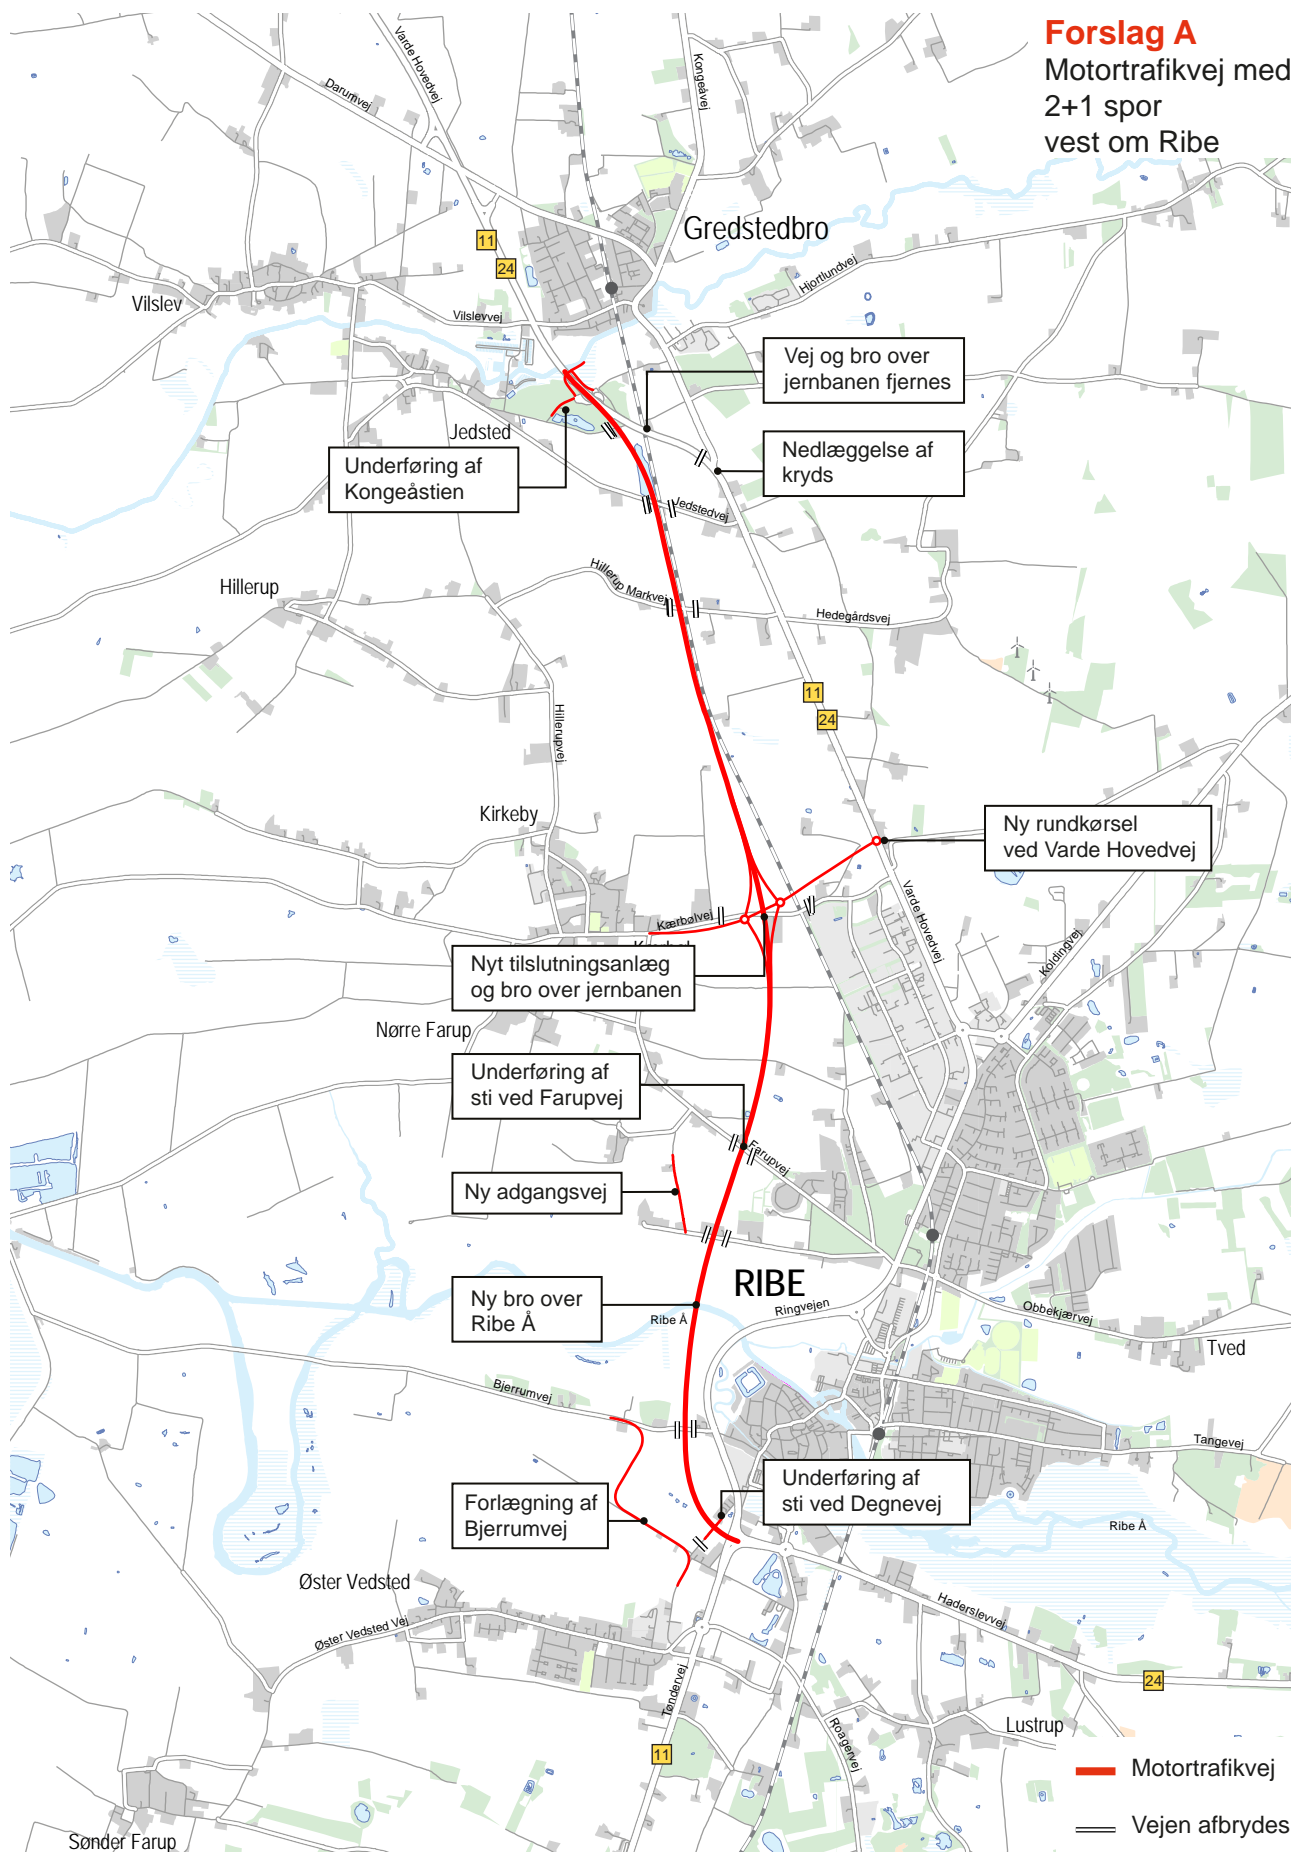 Forslag A
Motortrafikvej med
2+1 spor
vest om Ribe
Varde Hovedvej
Kongeåvej
Darumvej
Gredstedbro
11
24
Hjortlundvej
Vilslev
Vilslevvej
Vej og bro over
jernbanen fjernes
Jedsted
Underføring af
Kongeåstien
Nedlæggelse af
kryds
Jedstedvej
Hillerup
Hillerup Markvej
Hedegårdsvej
11
24
Hillerupvej
Kirkeby
Ny rundkørsel
ved Varde Hovedvej
Kærbølvej
Varde Hovedvej
Koldingvej
Nyt tilslutningsanlæg
og bro over jernbanen
Nørre Farup
Underføring af
sti ved Farupvej
Farupvej
Ny adgangsvej
RIBE
Ny bro over
Ribe Å
Ribe Å
Ringvejen
Obbekjærvej
Tved
Bjerrumvej
Tangevej
Underføring af
sti ved Degnevej
Forlægning af
Bjerrumvej
Ribe Å
Øster Vedsted
Haderslevvej
Øster Vedsted Vej
24
Tøndervej
Roagervej
Lustrup
11
Motortrafikvej
Vejen afbrydes
Sønder Farup